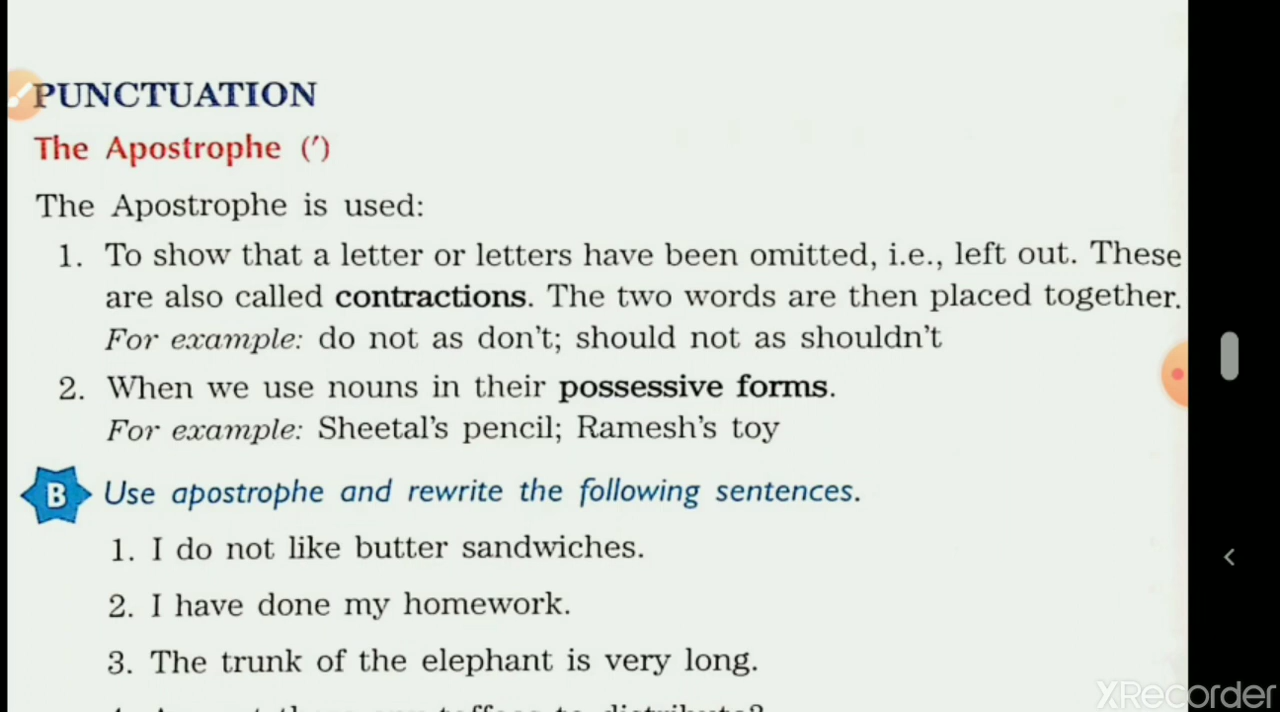 PUNCTUATION
The Apostrophe (′)
The Apostrophe is used:
1. To show that a letter or letters have been omitted, i.e., left out. These
are also called contractions. The two words are then placed together.
For example: do not as don't; should not as shouldn't
2. When we use nouns in their possessive forms.
For example: Sheetal's pencil; Ramesh's toy
B Use apostrophe and rewrite the following sentences.
1. I do not like butter sandwiches.
2. I have done my homework.
3. The trunk of the elephant is very long.
to distribute?
XRecorder